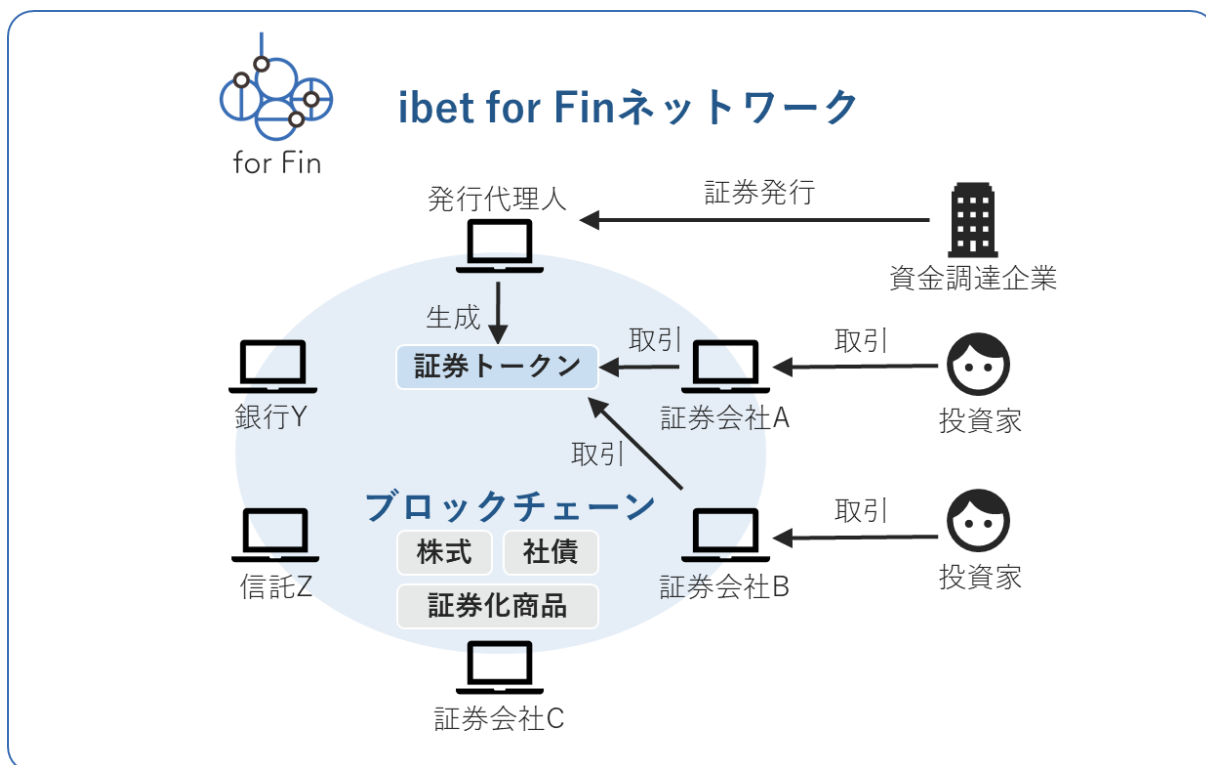 ibet for Finネットワーク
for Fin
発行代理人
証券発行
資金調達企業
生成
証券トークン
取引
取引
銀行Y
証券会社A
投資家
取引
ブロックチェーン
取引
株式
社債
信託Z
証券会社B
投資家
証券化商品
証券会社C